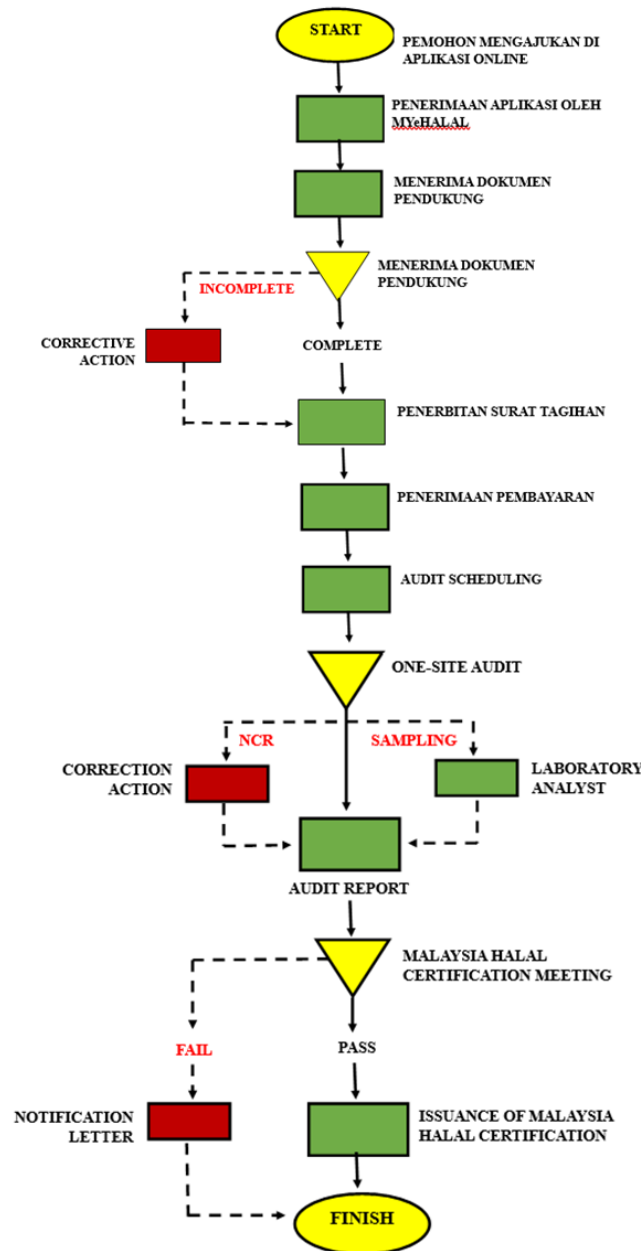 START
PEMOHON MENGAJUKAN DI
APLIKASI ONLINE
PENERIMAAN APLIKASI OLEH
MYeHALAL
MENERIMA DOKUMEN
PENDUKUNG
MENERIMA DOKUMEN
PENDUKUNG
INCOMPLETE
CORRECTIVE
ACTION
COMPLETE
PENERBITAN SURAT TAGIHAN
PENERIMAAN PEMBAYARAN
AUDIT SCHEDULING
ONE-SITE AUDIT
NCR
SAMPLING
CORRECTION
ACTION
LABORATORY
ANALYST
AUDIT REPORT
MALAYSIA HALAL
CERTIFICATION MEETING
FAIL
PASS
NOTIFICATION
LETTER
ISSUANCE OF MALAYSIA
HALAL CERTIFICATION
FINISH